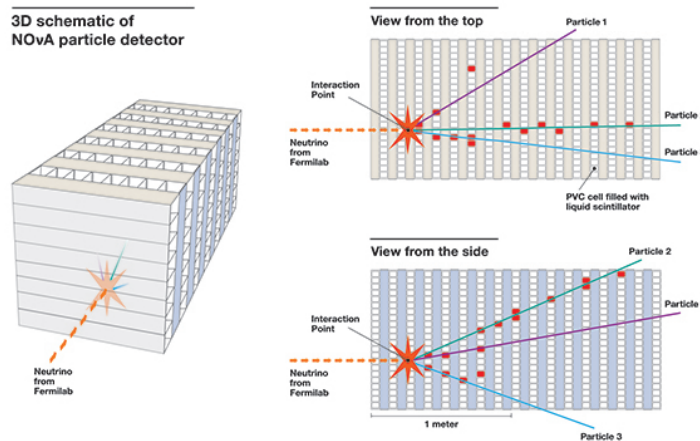 3D schematic of
NOνA particle detector
Neutrino
from
Fermilab
View from the top
Particle 1
Interaction
Point
Neutrino
from
Fermilab
Particle
Particle
PVC cell filled with
liquid scintillator
View from the side
Particle 2
Interaction
Point
Particle
Neutrino
from
Fermilab
1 meter
Particle 3